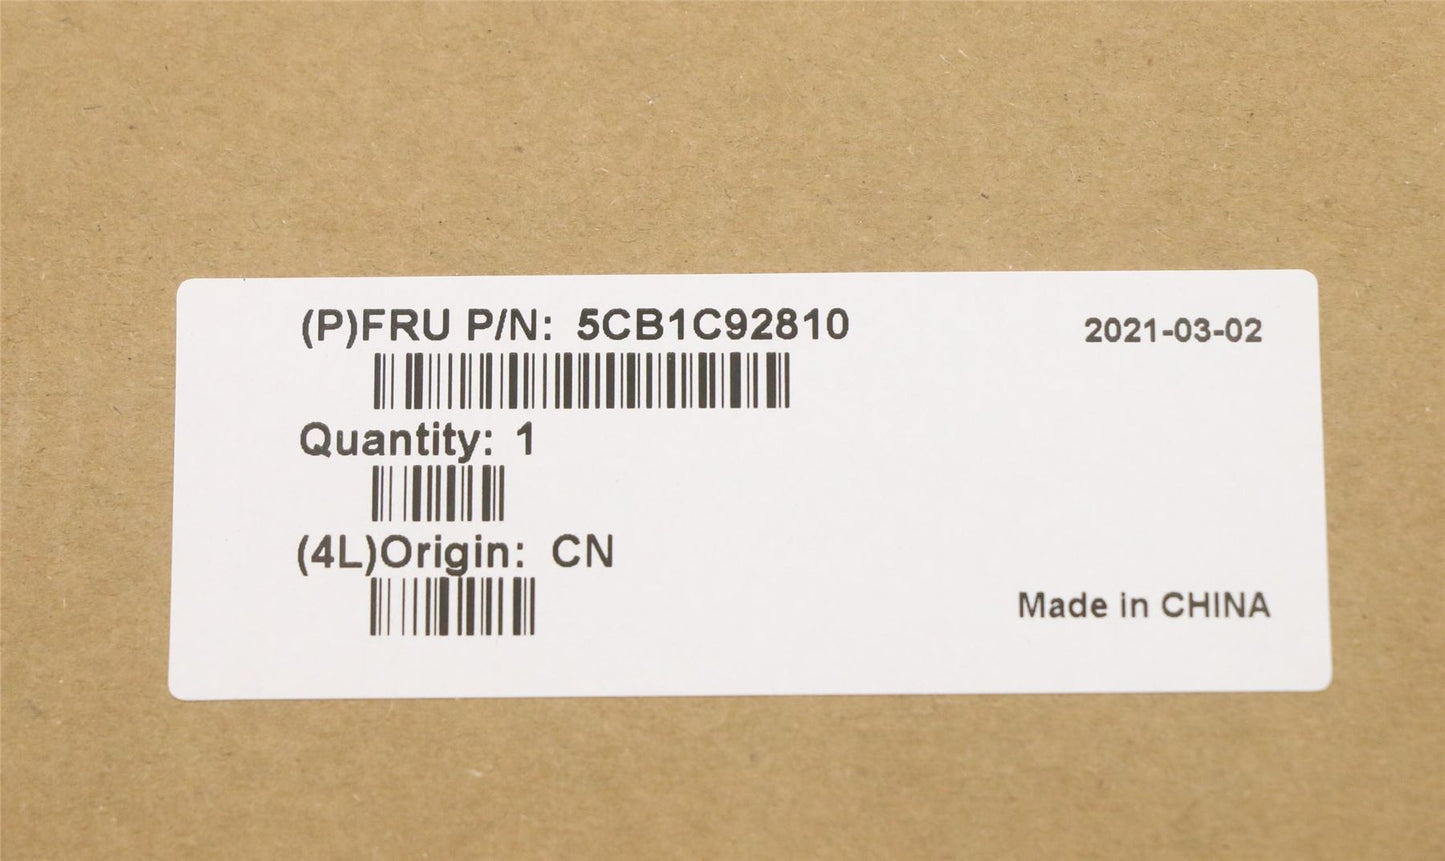 (P)FRU P/N: 5CB1C92810
2021-03-02
Quantity: 1
(4L)Origin: CN
Made in CHINA